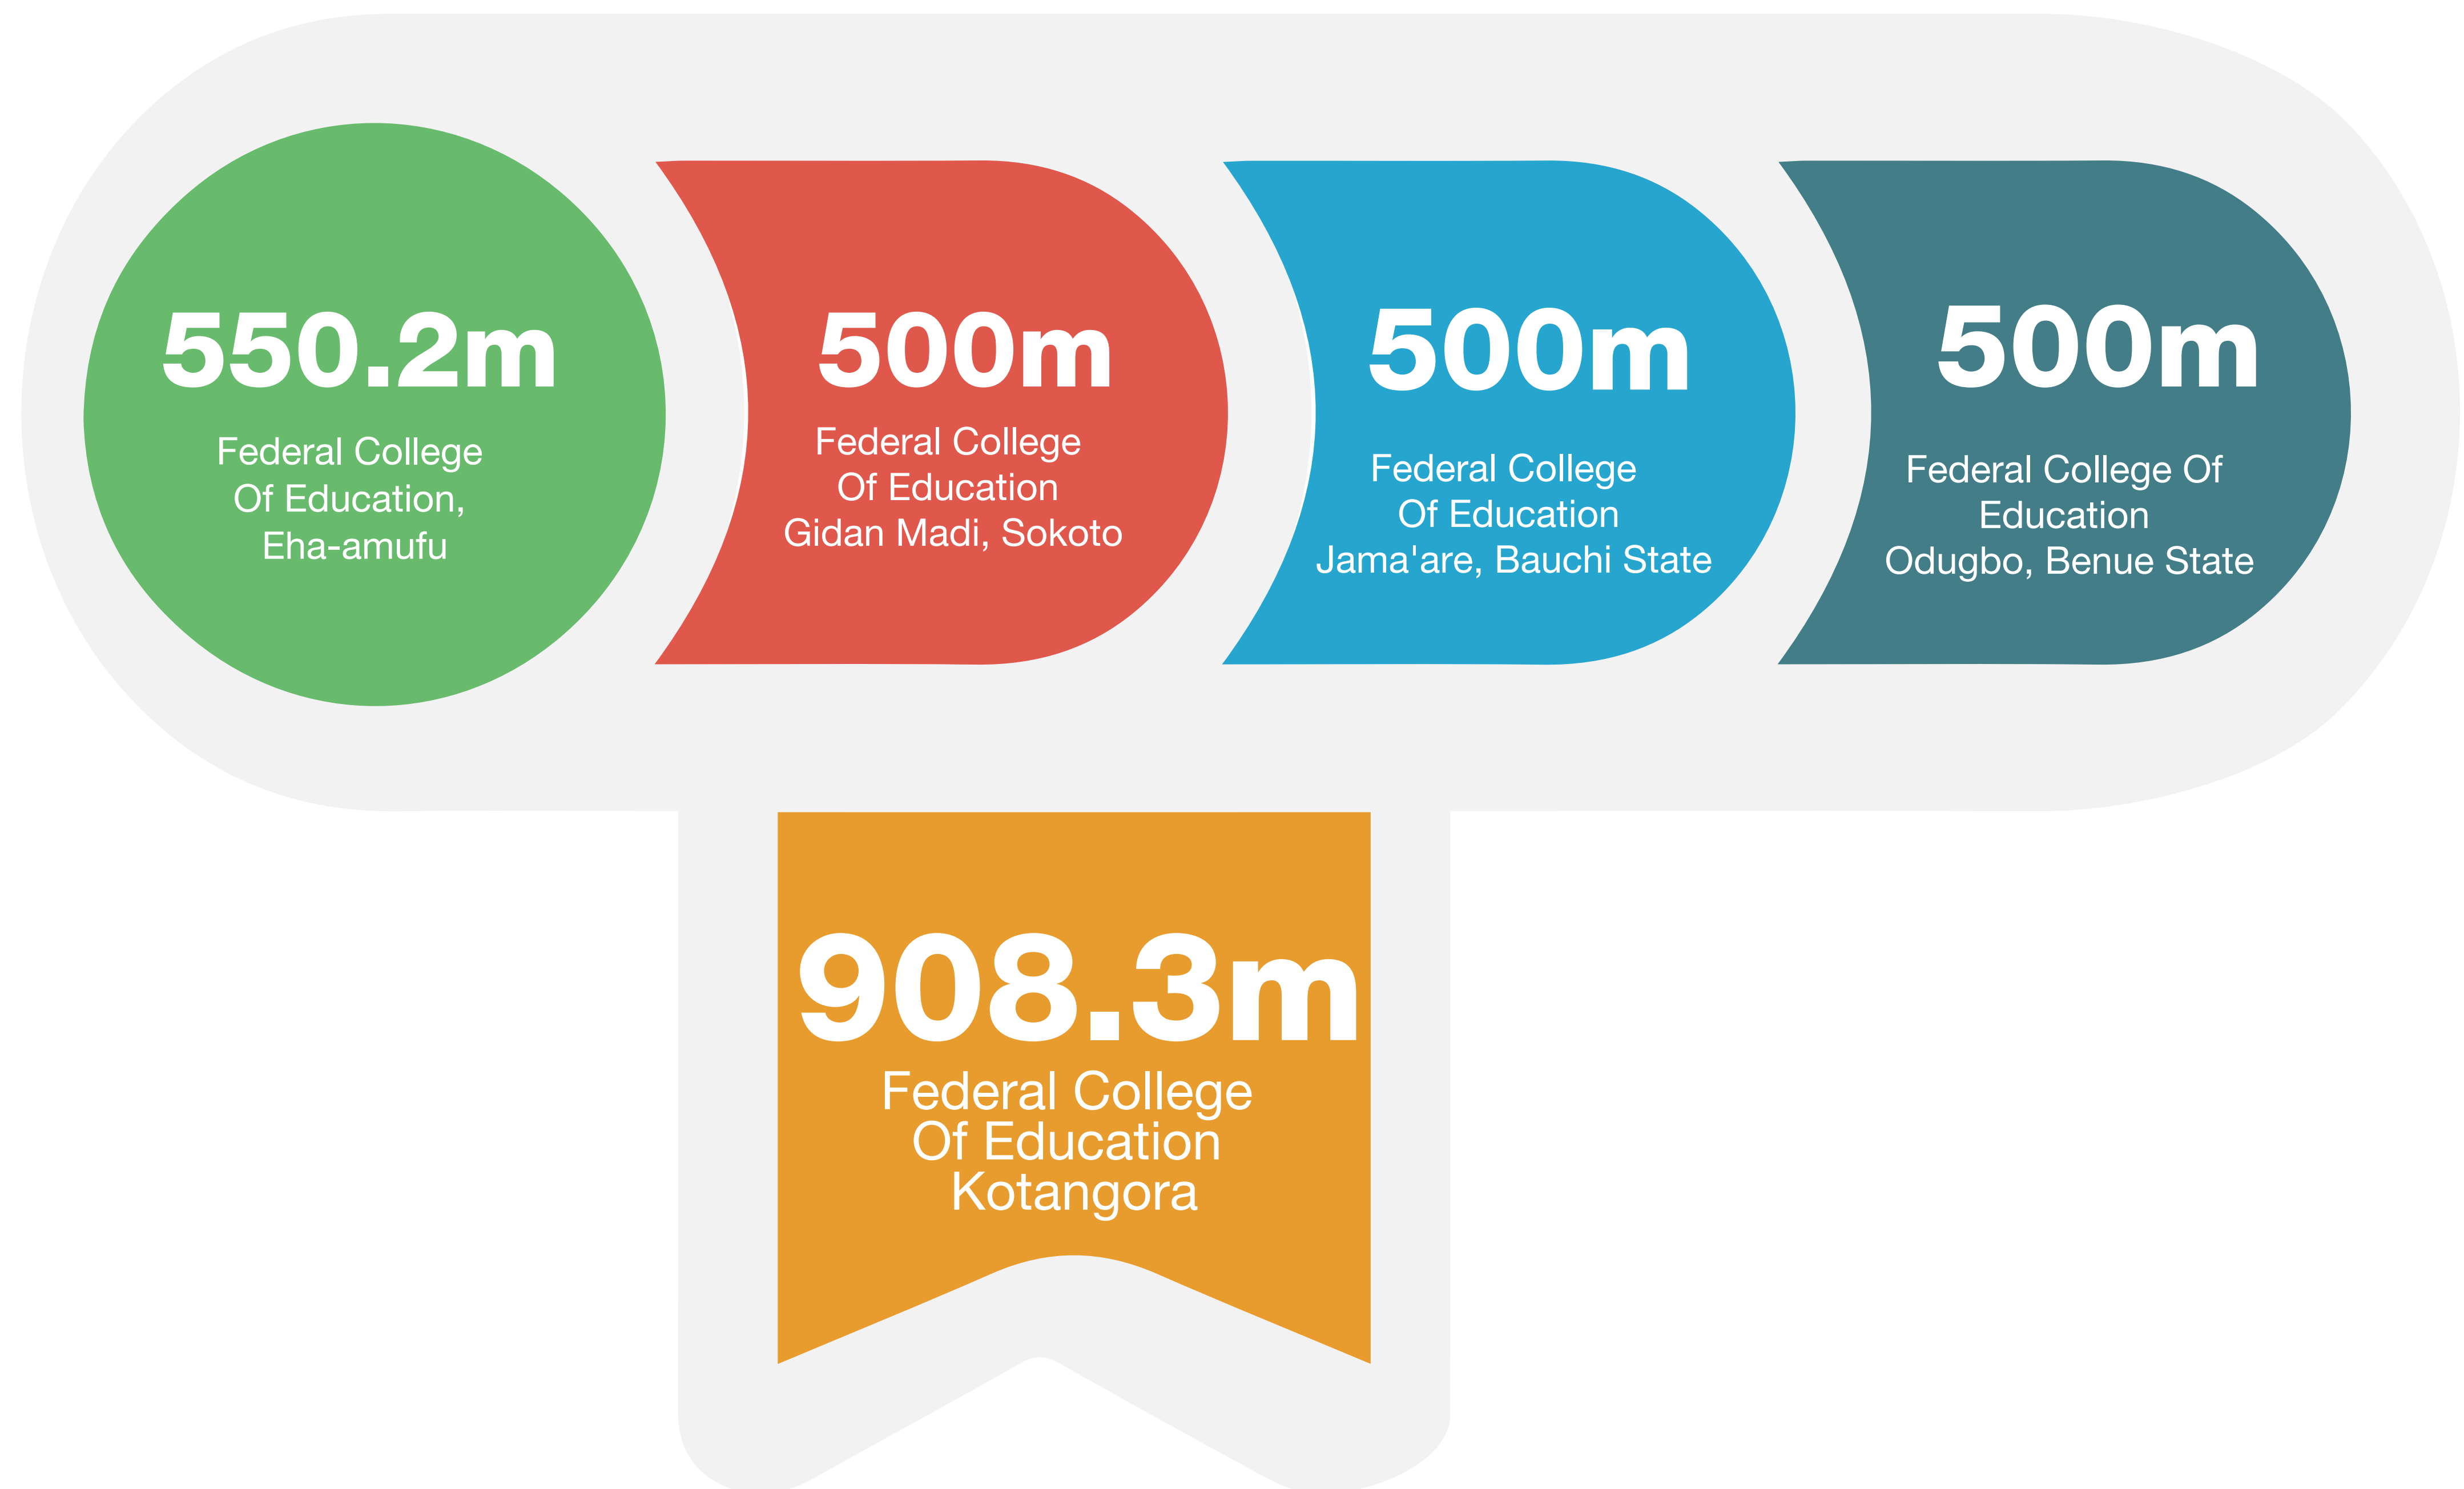 550.2m
Federal College
Of Education,
Eha-amufu
500m
Federal College
Of Education
Gidan Madi, Sokoto
500m
Federal College
Of Education
Jama'are, Bauchi State
500m
Federal College Of
Education
Odugbo, Benue State
908.3m
Federal College
Of Education
Kotangora